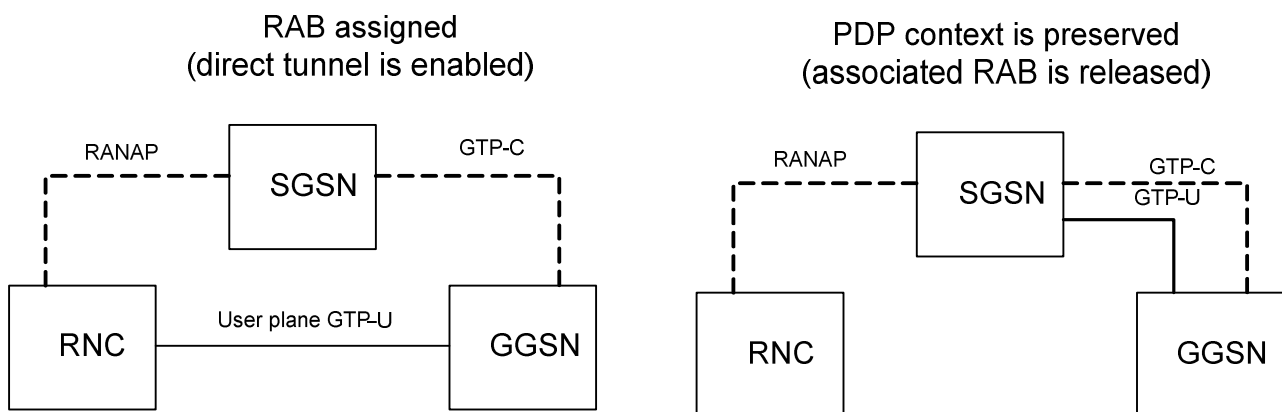 RAB assigned
(direct tunnel is enabled)
RANAP
GTP-C
SGSN
User plane GTP-U
RNC
GGSN
PDP context is preserved
(associated RAB is released)
RANAP
GTP-C
GTP-U
SGSN
RNC
GGSN